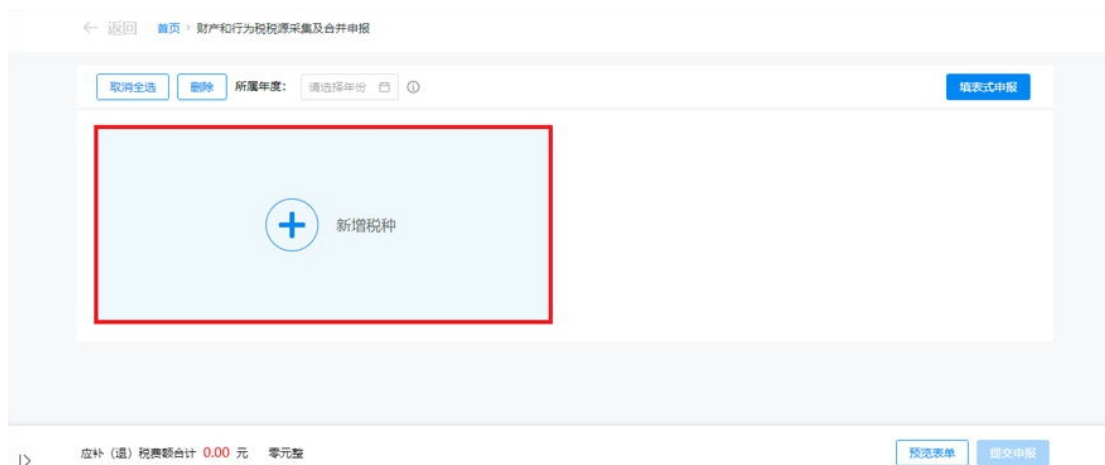 ← 返回 首页 > 财产和行为税税源采集及合并申报
取消全选 删除 所属年度： 请选择年份 填表式申报
新增税种
应补（退）税费额合计 0.00 元 零元整 预览表单 提交申报